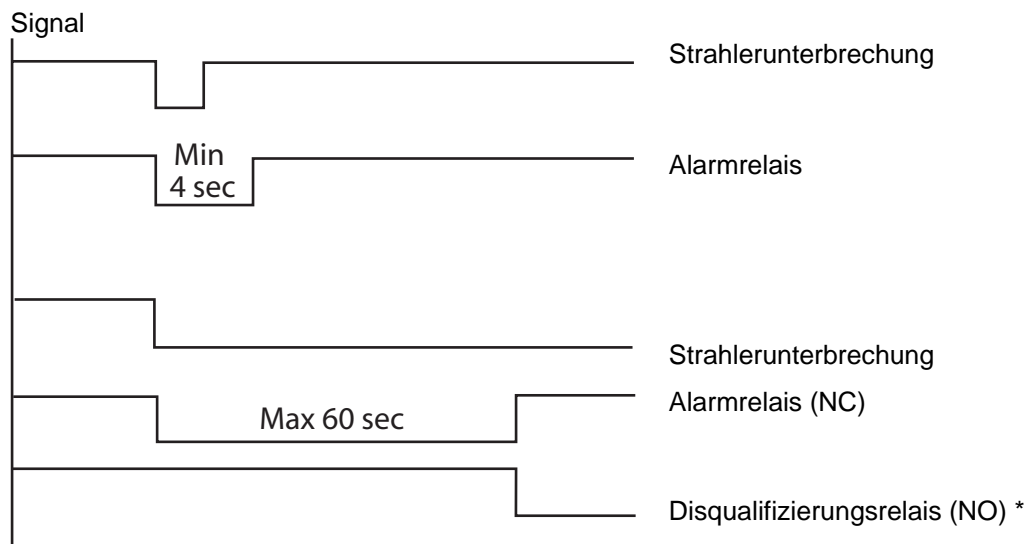 Signal
Strahlerunterbrechung
Min
4 sec
Alarmrelais
Strahlerunterbrechung
Alarmrelais (NC)
Max 60 sec
Disqualifizierungsrelais (NO) *